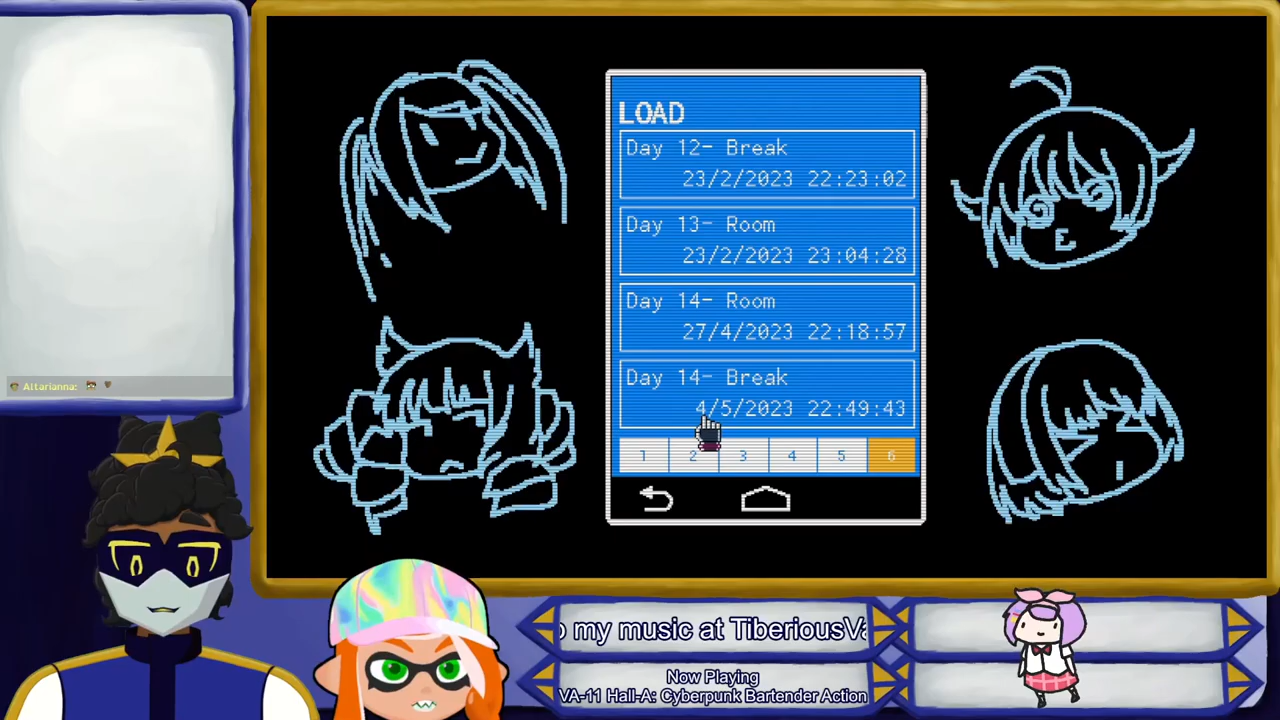 LOAD
Day 12- Break
23/2/2023 22:23:02
Day 13- Room
23/2/2023 23:04:28
Day 14- Room
27/4/2023 22:18:57
Day 14- Break
4/5/2023 22:49:43
1 2 3 4 5 6
Altarianna:
o my music at TiberiousVa
Now Playing
VA-11 Hall-A: Cyberpunk Bartender Action